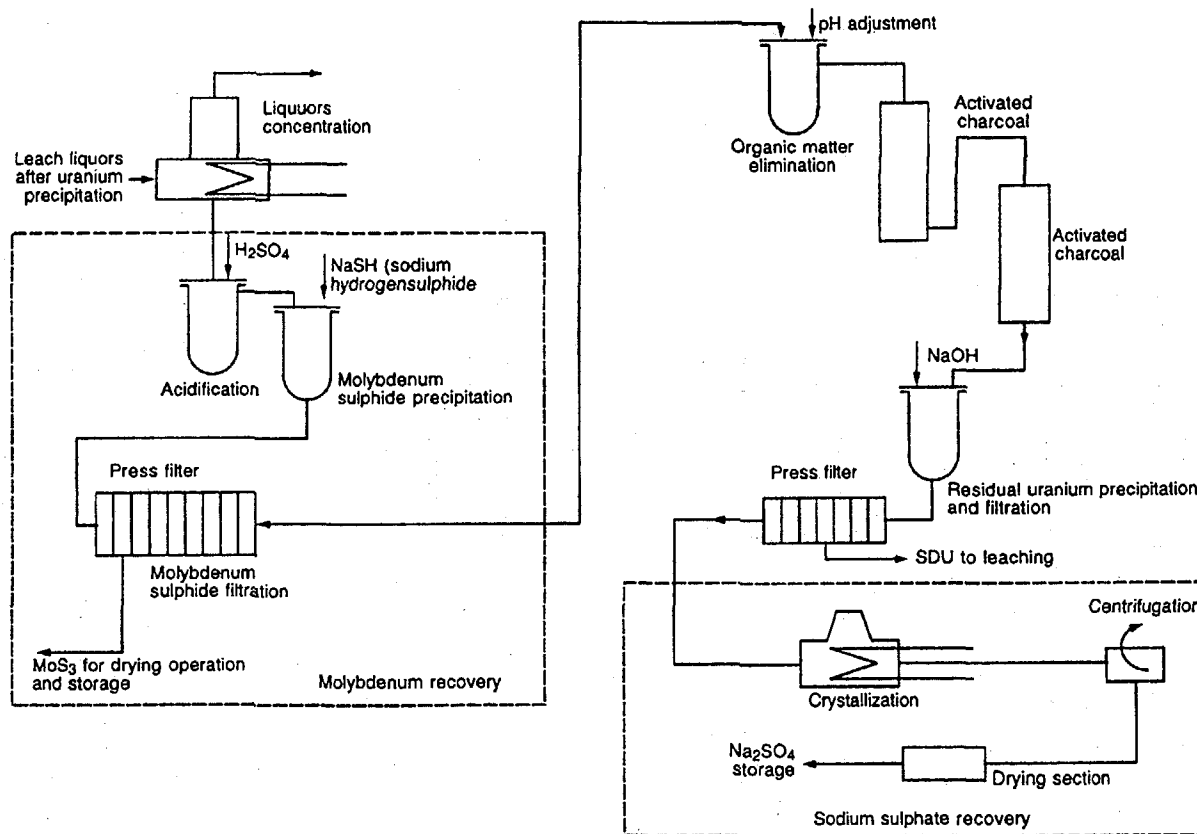 pH adjustment
Liquuors
concentration
Leach liquors
after uranium
precipitation
Organic matter
elimination
Activated
charcoal
Activated
charcoal
H₂SO₄
NaSH (sodium
hydrogensulphide
Acidification
Molybdenum
sulphide precipitation
Press filter
Molybdenum
sulphide filtration
MoS₃ for drying operation
and storage
Molybdenum recovery
NaOH
Press filter
Residual uranium precipitation
and filtration
SDU to leaching
Centrifugation
Crystallization
Na₂SO₄
storage
Drying section
Sodium sulphate recovery